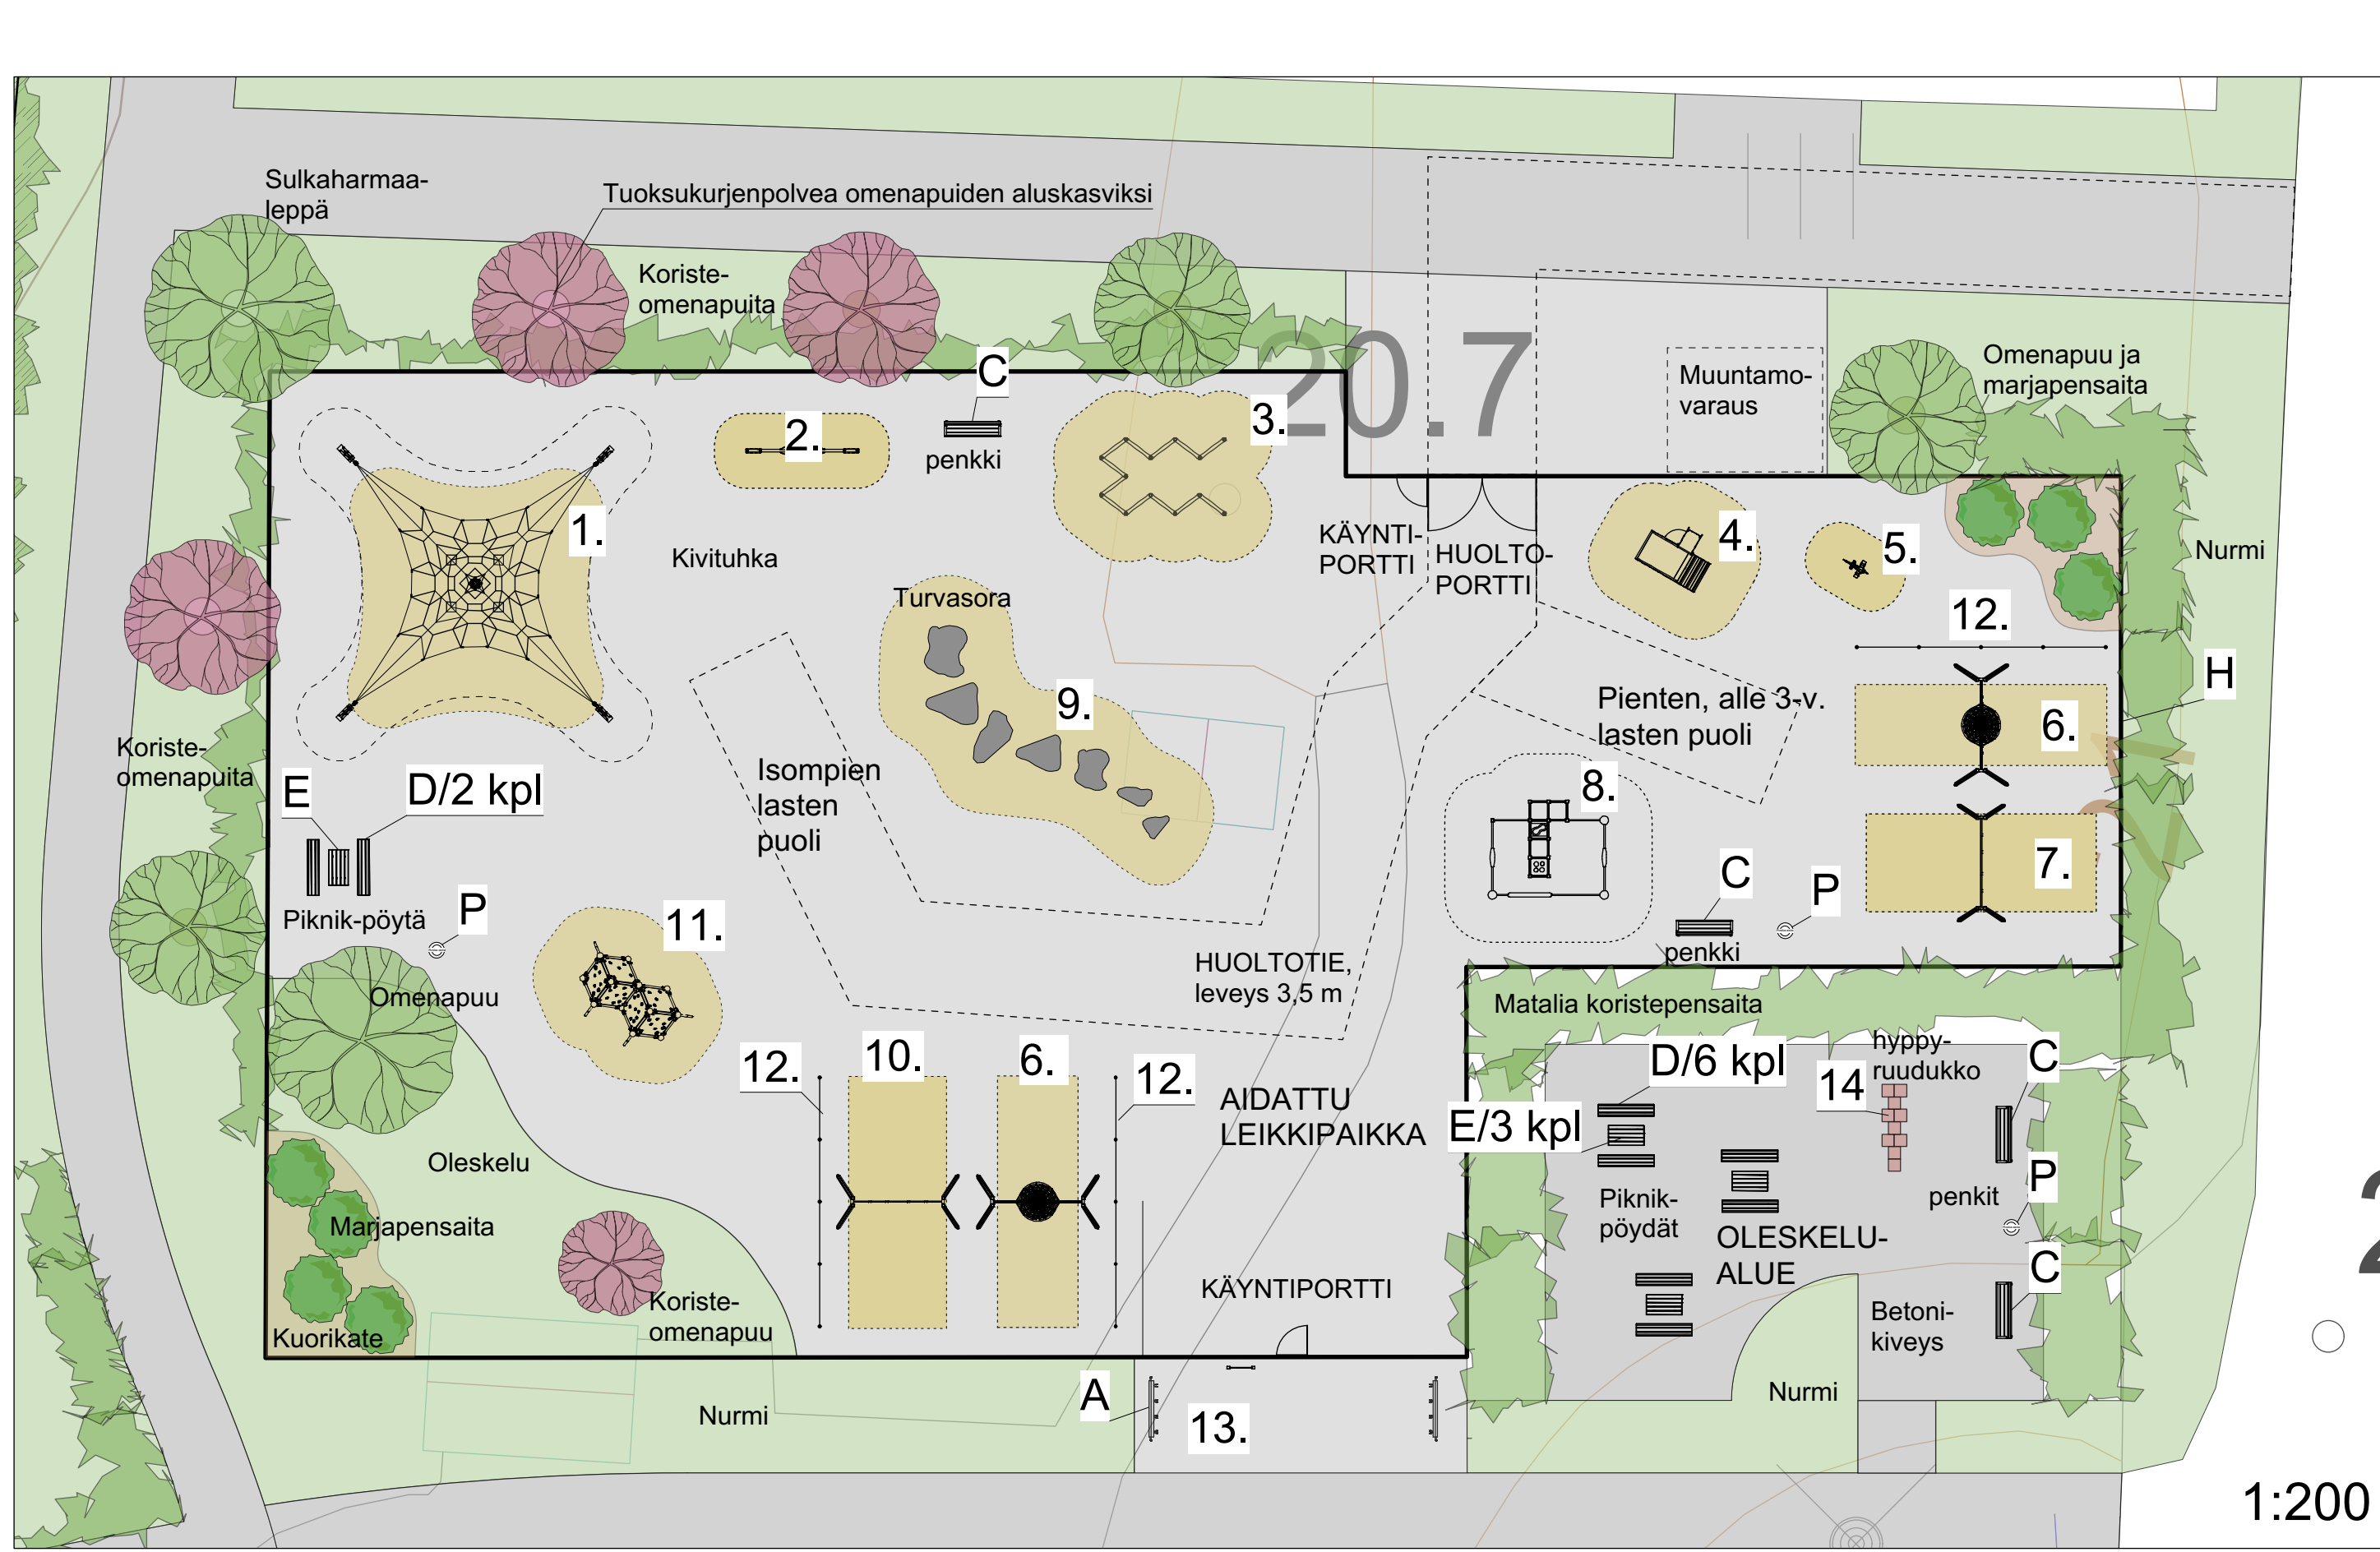 Sulkaharmaa-
leppä
Tuoksukurjenpolvea omenapuiden aluskasviksi
Koriste-
omenapuita
C
2.
penkki
3.
20.7
Muuntamo-
varaus
Omenapuu ja
marjapensaita
1.
Kivituhka
KÄYNTI-
PORTTI
HUOLTO-
PORTTI
4.
5.
Nurmi
Turvasora
12.
H
9.
Pienten, alle 3-v.
lasten puoli
6.
Koriste-
omenapuita
E
D/2 kpl
Isompien
lasten
puoli
8.
7.
C
P
Piknik-pöytä
P
11.
penkki
Omenapuu
HUOLTOTIE,
leveys 3,5 m
Matalia koristepensaita
12.
10.
6.
12.
AIDATTU
LEIKKIPAIKKA
D/6 kpl
hyppy-
ruudukko
14
C
E/3 kpl
Oleskelu
Piknik-
pöydät
penkit
P
Marjapensaita
OLESKELU-
ALUE
C
KÄYNTIPORTTI
Koriste-
omenapuu
Kuorikate
Betoni-
kiveys
A
13.
Nurmi
Nurmi
1:200